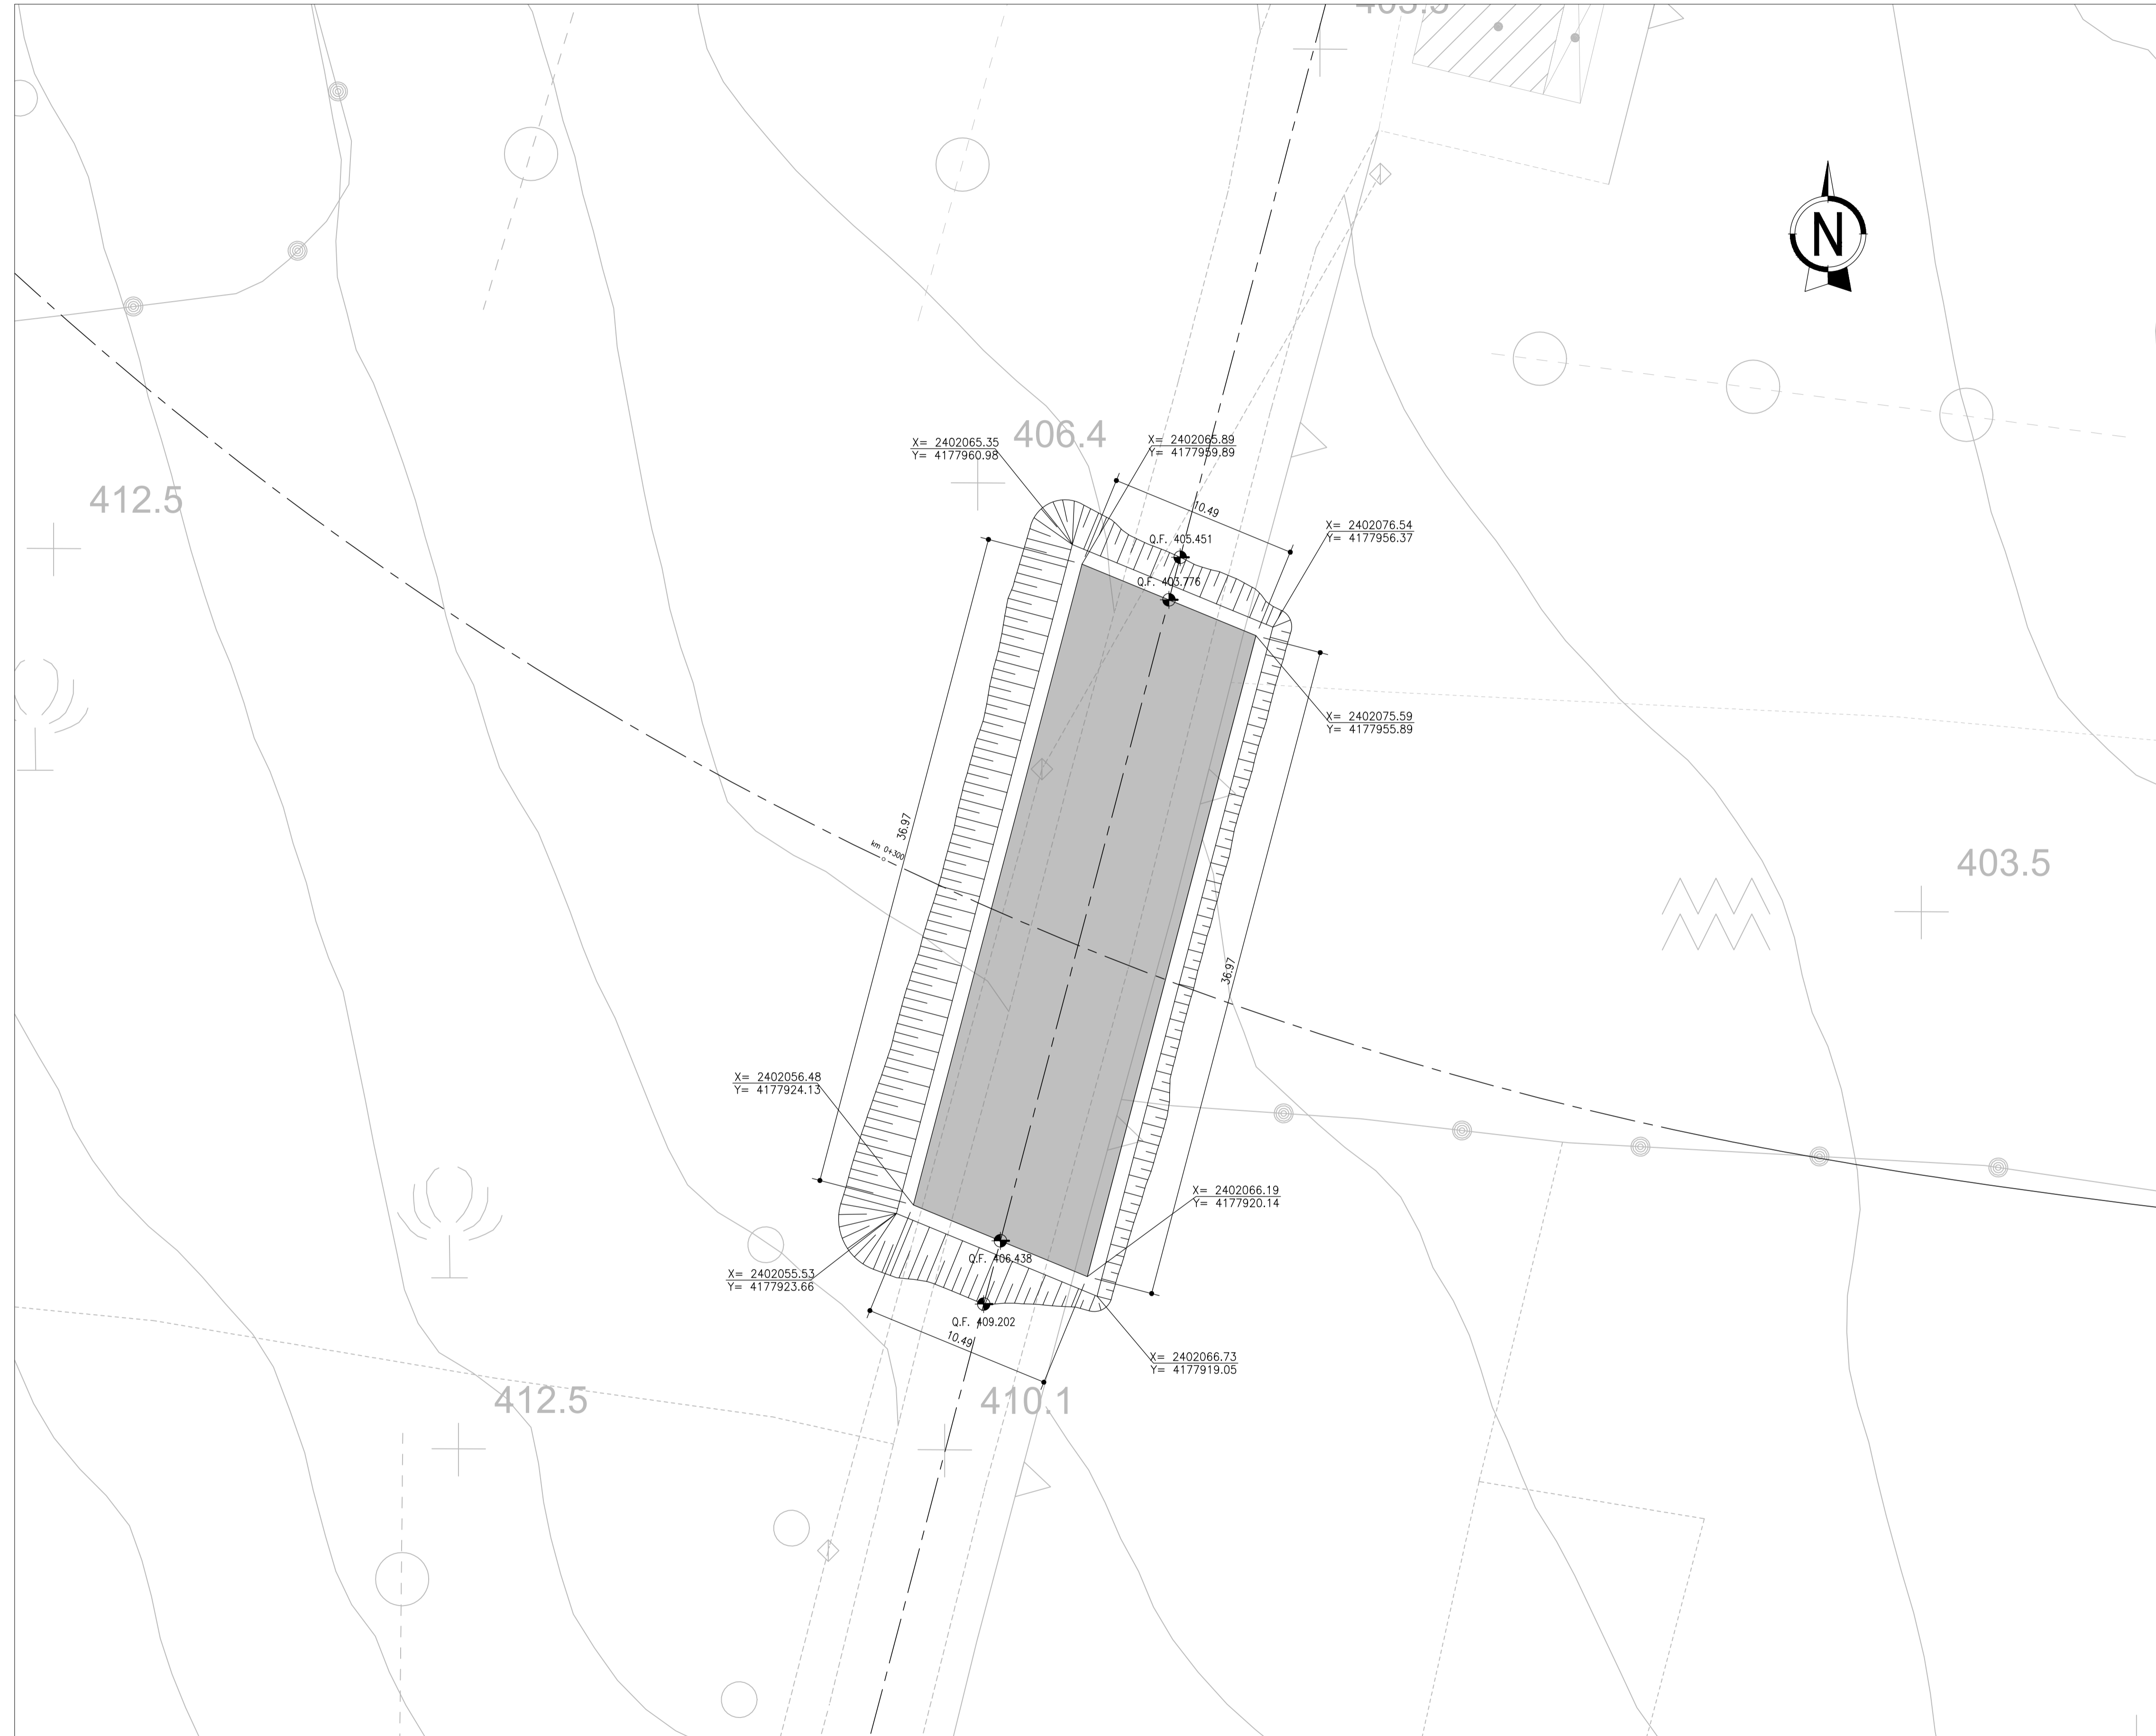 N
406.4
X= 2402065.35
Y= 4177960.98
X= 2402065.89
Y= 4177959.89
412.5
10.49
X= 2402076.54
Y= 4177956.37
Q.F. 405.451
Q.F. 403.776
X= 2402075.59
Y= 4177955.89
36.97
km 0+300
403.5
36.97
X= 2402056.48
Y= 4177924.13
X= 2402066.19
Y= 4177920.14
Q.F. 406.438
X= 2402055.53
Y= 4177923.66
Q.F. 409.202
10.49
X= 2402066.73
Y= 4177919.05
412.5
410.1